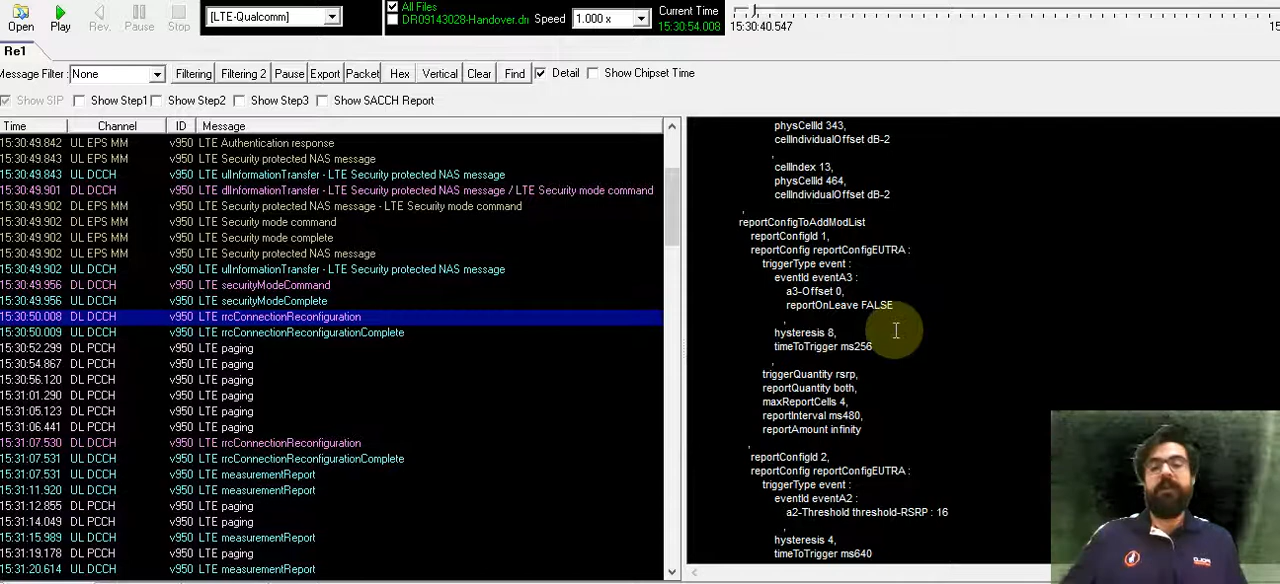 Open
Play
Rev.
Pause
Stop
[LTE-Qualcomm]
All Files
DR09143028-Handover.dr
Speed
1.000 x
Current Time
15:30:54.008
15:30:40.547
15:
Re1
Message Filter: None
Filtering
Filtering 2
Pause
Export
Packet
Hex
Vertical
Clear
Find
Detail
Show Chipset Time
Show SIP
Show Step1
Show Step2
Show Step3
Show SACCH Report
Time Channel ID Message
15:30:49.842 UL EPS MM v950 LTE Authentication response
15:30:49.843 UL EPS MM v950 LTE Security protected NAS message
15:30:49.843 UL DCCH v950 LTE ulInformationTransfer - LTE Security protected NAS message
15:30:49.901 DL DCCH v950 LTE dlInformationTransfer - LTE Security protected NAS message / LTE Security mode command
15:30:49.902 DL EPS MM v950 LTE Security protected NAS message - LTE Security mode command
15:30:49.902 DL EPS MM v950 LTE Security mode command
15:30:49.902 UL EPS MM v950 LTE Security mode complete
15:30:49.902 UL EPS MM v950 LTE Security protected NAS message
15:30:49.902 UL DCCH v950 LTE ulInformationTransfer - LTE Security protected NAS message
15:30:49.956 DL DCCH v950 LTE securityModeCommand
15:30:49.956 UL DCCH v950 LTE securityModeComplete
15:30:50.008 DL DCCH v950 LTE rrcConnectionReconfiguration
15:30:50.009 UL DCCH v950 LTE rrcConnectionReconfigurationComplete
15:30:52.299 DL PCCH v950 LTE paging
15:30:54.867 DL PCCH v950 LTE paging
15:30:56.120 DL PCCH v950 LTE paging
15:31:01.290 DL PCCH v950 LTE paging
15:31:05.123 DL PCCH v950 LTE paging
15:31:06.441 DL PCCH v950 LTE paging
15:31:07.530 DL DCCH v950 LTE rrcConnectionReconfiguration
15:31:07.531 UL DCCH v950 LTE rrcConnectionReconfigurationComplete
15:31:07.531 UL DCCH v950 LTE measurementReport
15:31:11.920 UL DCCH v950 LTE measurementReport
15:31:12.855 DL PCCH v950 LTE paging
15:31:14.049 DL PCCH v950 LTE paging
15:31:15.989 UL DCCH v950 LTE measurementReport
15:31:19.178 DL PCCH v950 LTE paging
15:31:20.614 UL DCCH v950 LTE measurementReport
physCellId 343,
cellIndividualOffset dB-2
,
cellIndex 13,
physCellId 464,
cellIndividualOffset dB-2
,
reportConfigToAddModList
reportConfigId 1,
reportConfig reportConfigEUTRA :
triggerType event :
eventId eventA3 :
a3-Offset 0,
reportOnLeave FALSE
,
hysteresis 8,
timeToTrigger ms256
,
triggerQuantity rsrp,
reportQuantity both,
maxReportCells 4,
reportInterval ms480,
reportAmount infinity
,
reportConfigId 2,
reportConfig reportConfigEUTRA :
triggerType event :
eventId eventA2 :
a2-Threshold threshold-RSRP : 16
,
hysteresis 4,
timeToTrigger ms640